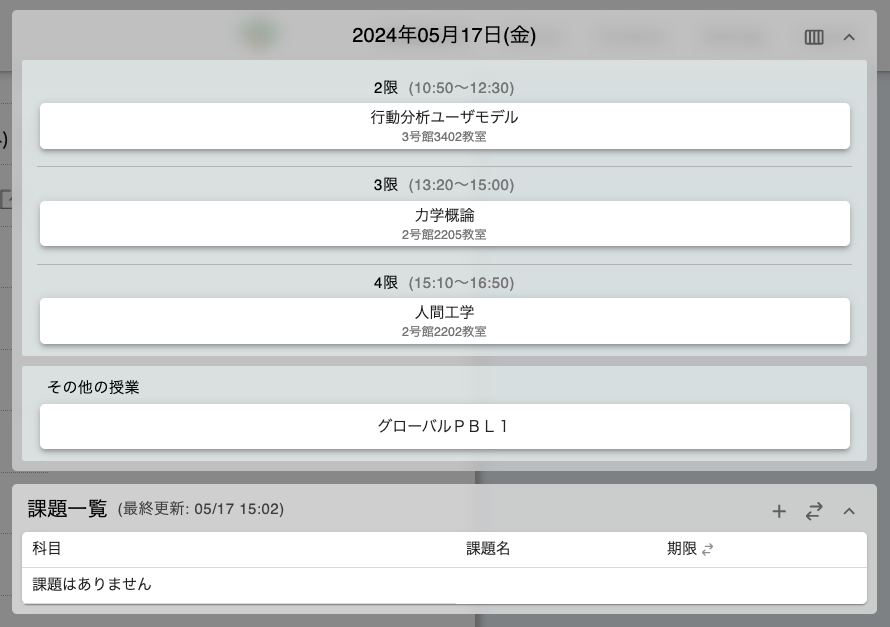 2024年05月17日(金)
2限 (10:50〜12:30)
行動分析ユーザモデル
3号館3402教室
3限 (13:20〜15:00)
力学概論
2号館2205教室
4限 (15:10〜16:50)
人間工学
2号館2202教室
その他の授業
グローバルＰＢＬ１
課題一覧 (最終更新: 05/17 15:02)
科目 課題名 期限
課題はありません